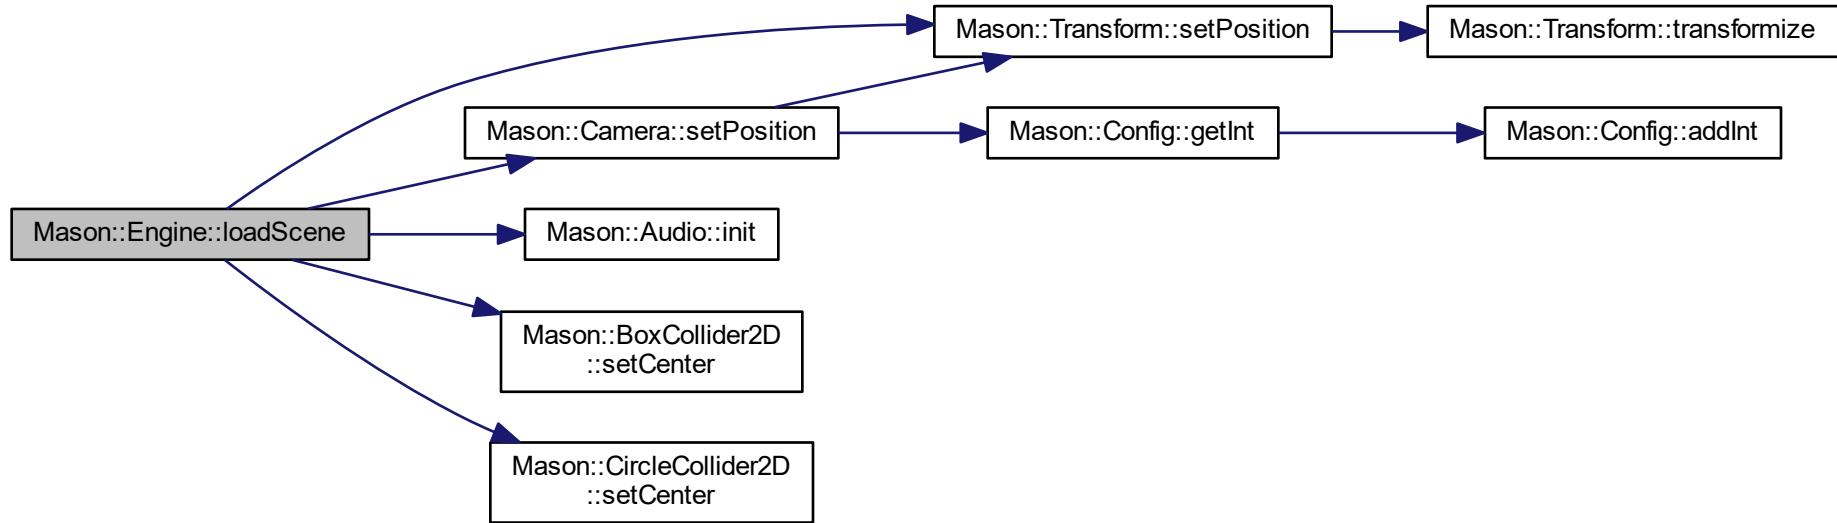 Mason::Transform::setPosition
Mason::Transform::transformize
Mason::Camera::setPosition
Mason::Config::getInt
Mason::Config::addInt
Mason::Engine::loadScene
Mason::Audio::init
Mason::BoxCollider2D
::setCenter
Mason::CircleCollider2D
::setCenter